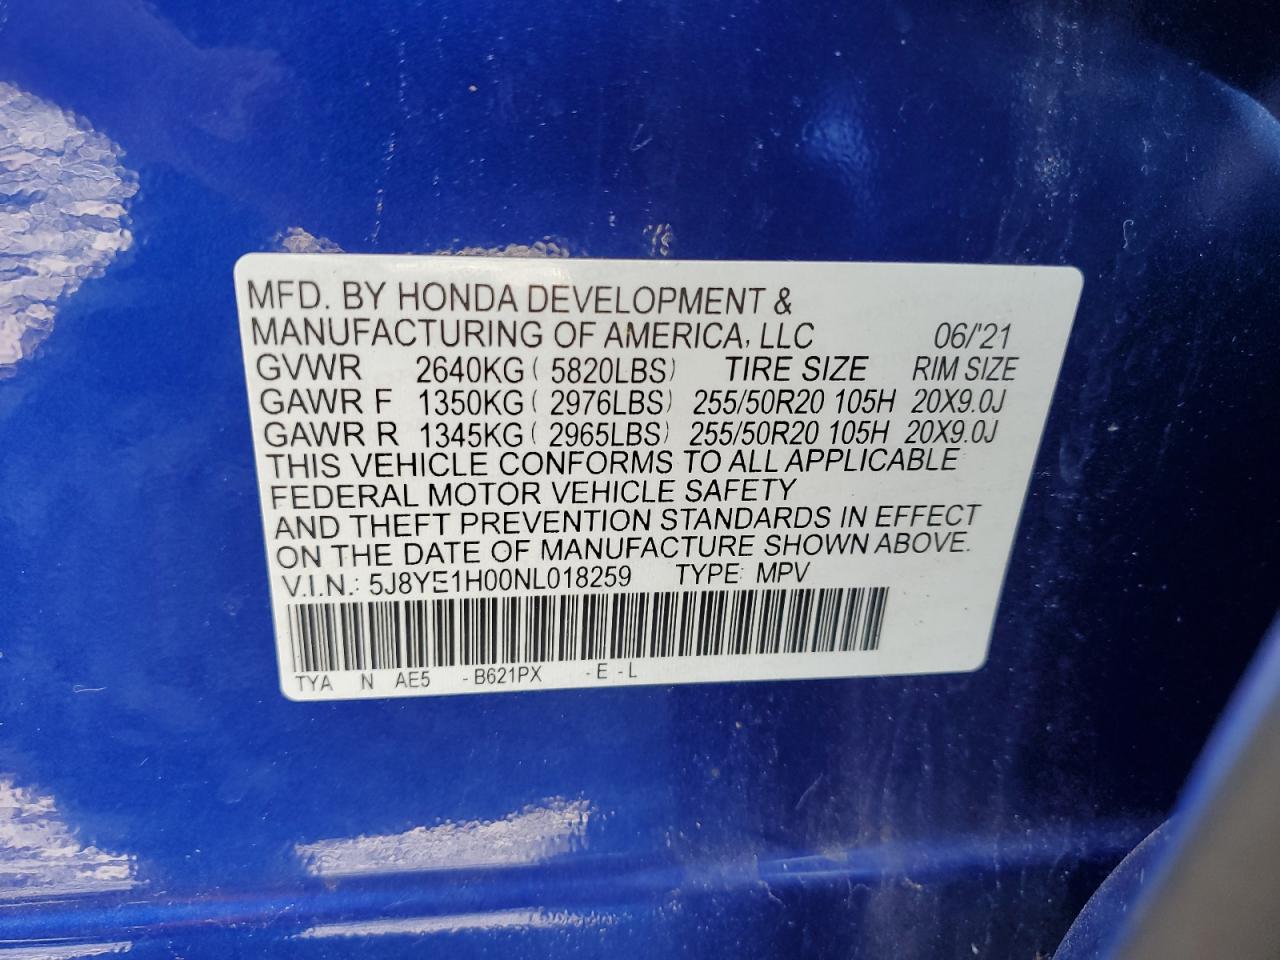 MFD. BY HONDA DEVELOPMENT &
MANUFACTURING OF AMERICA, LLC 06/'21
GVWR 2640KG ( 5820LBS) TIRE SIZE RIM SIZE
GAWR F 1350KG ( 2976LBS) 255/50R20 105H 20X9.0J
GAWR R 1345KG ( 2965LBS) 255/50R20 105H 20X9.0J
THIS VEHICLE CONFORMS TO ALL APPLICABLE
FEDERAL MOTOR VEHICLE SAFETY
AND THEFT PREVENTION STANDARDS IN EFFECT
ON THE DATE OF MANUFACTURE SHOWN ABOVE.
V.I.N.: 5J8YE1H00NL018259 TYPE: MPV
TYA N AE5 -B621PX -E -L